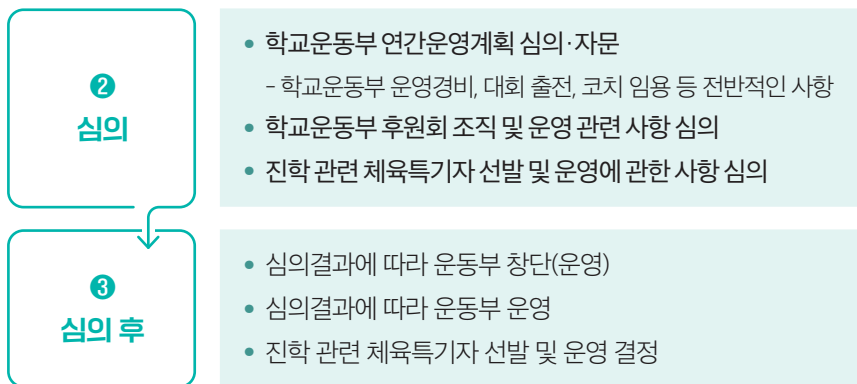 ❷
심의
• 학교운동부 연간운영계획 심의·자문
- 학교운동부 운영경비, 대회 출전, 코치 임용 등 전반적인 사항
• 학교운동부 후원회 조직 및 운영 관련 사항 심의
• 진학 관련 체육특기자 선발 및 운영에 관한 사항 심의
❸
심의 후
• 심의결과에 따라 운동부 창단(운영)
• 심의결과에 따라 운동부 운영
• 진학 관련 체육특기자 선발 및 운영 결정